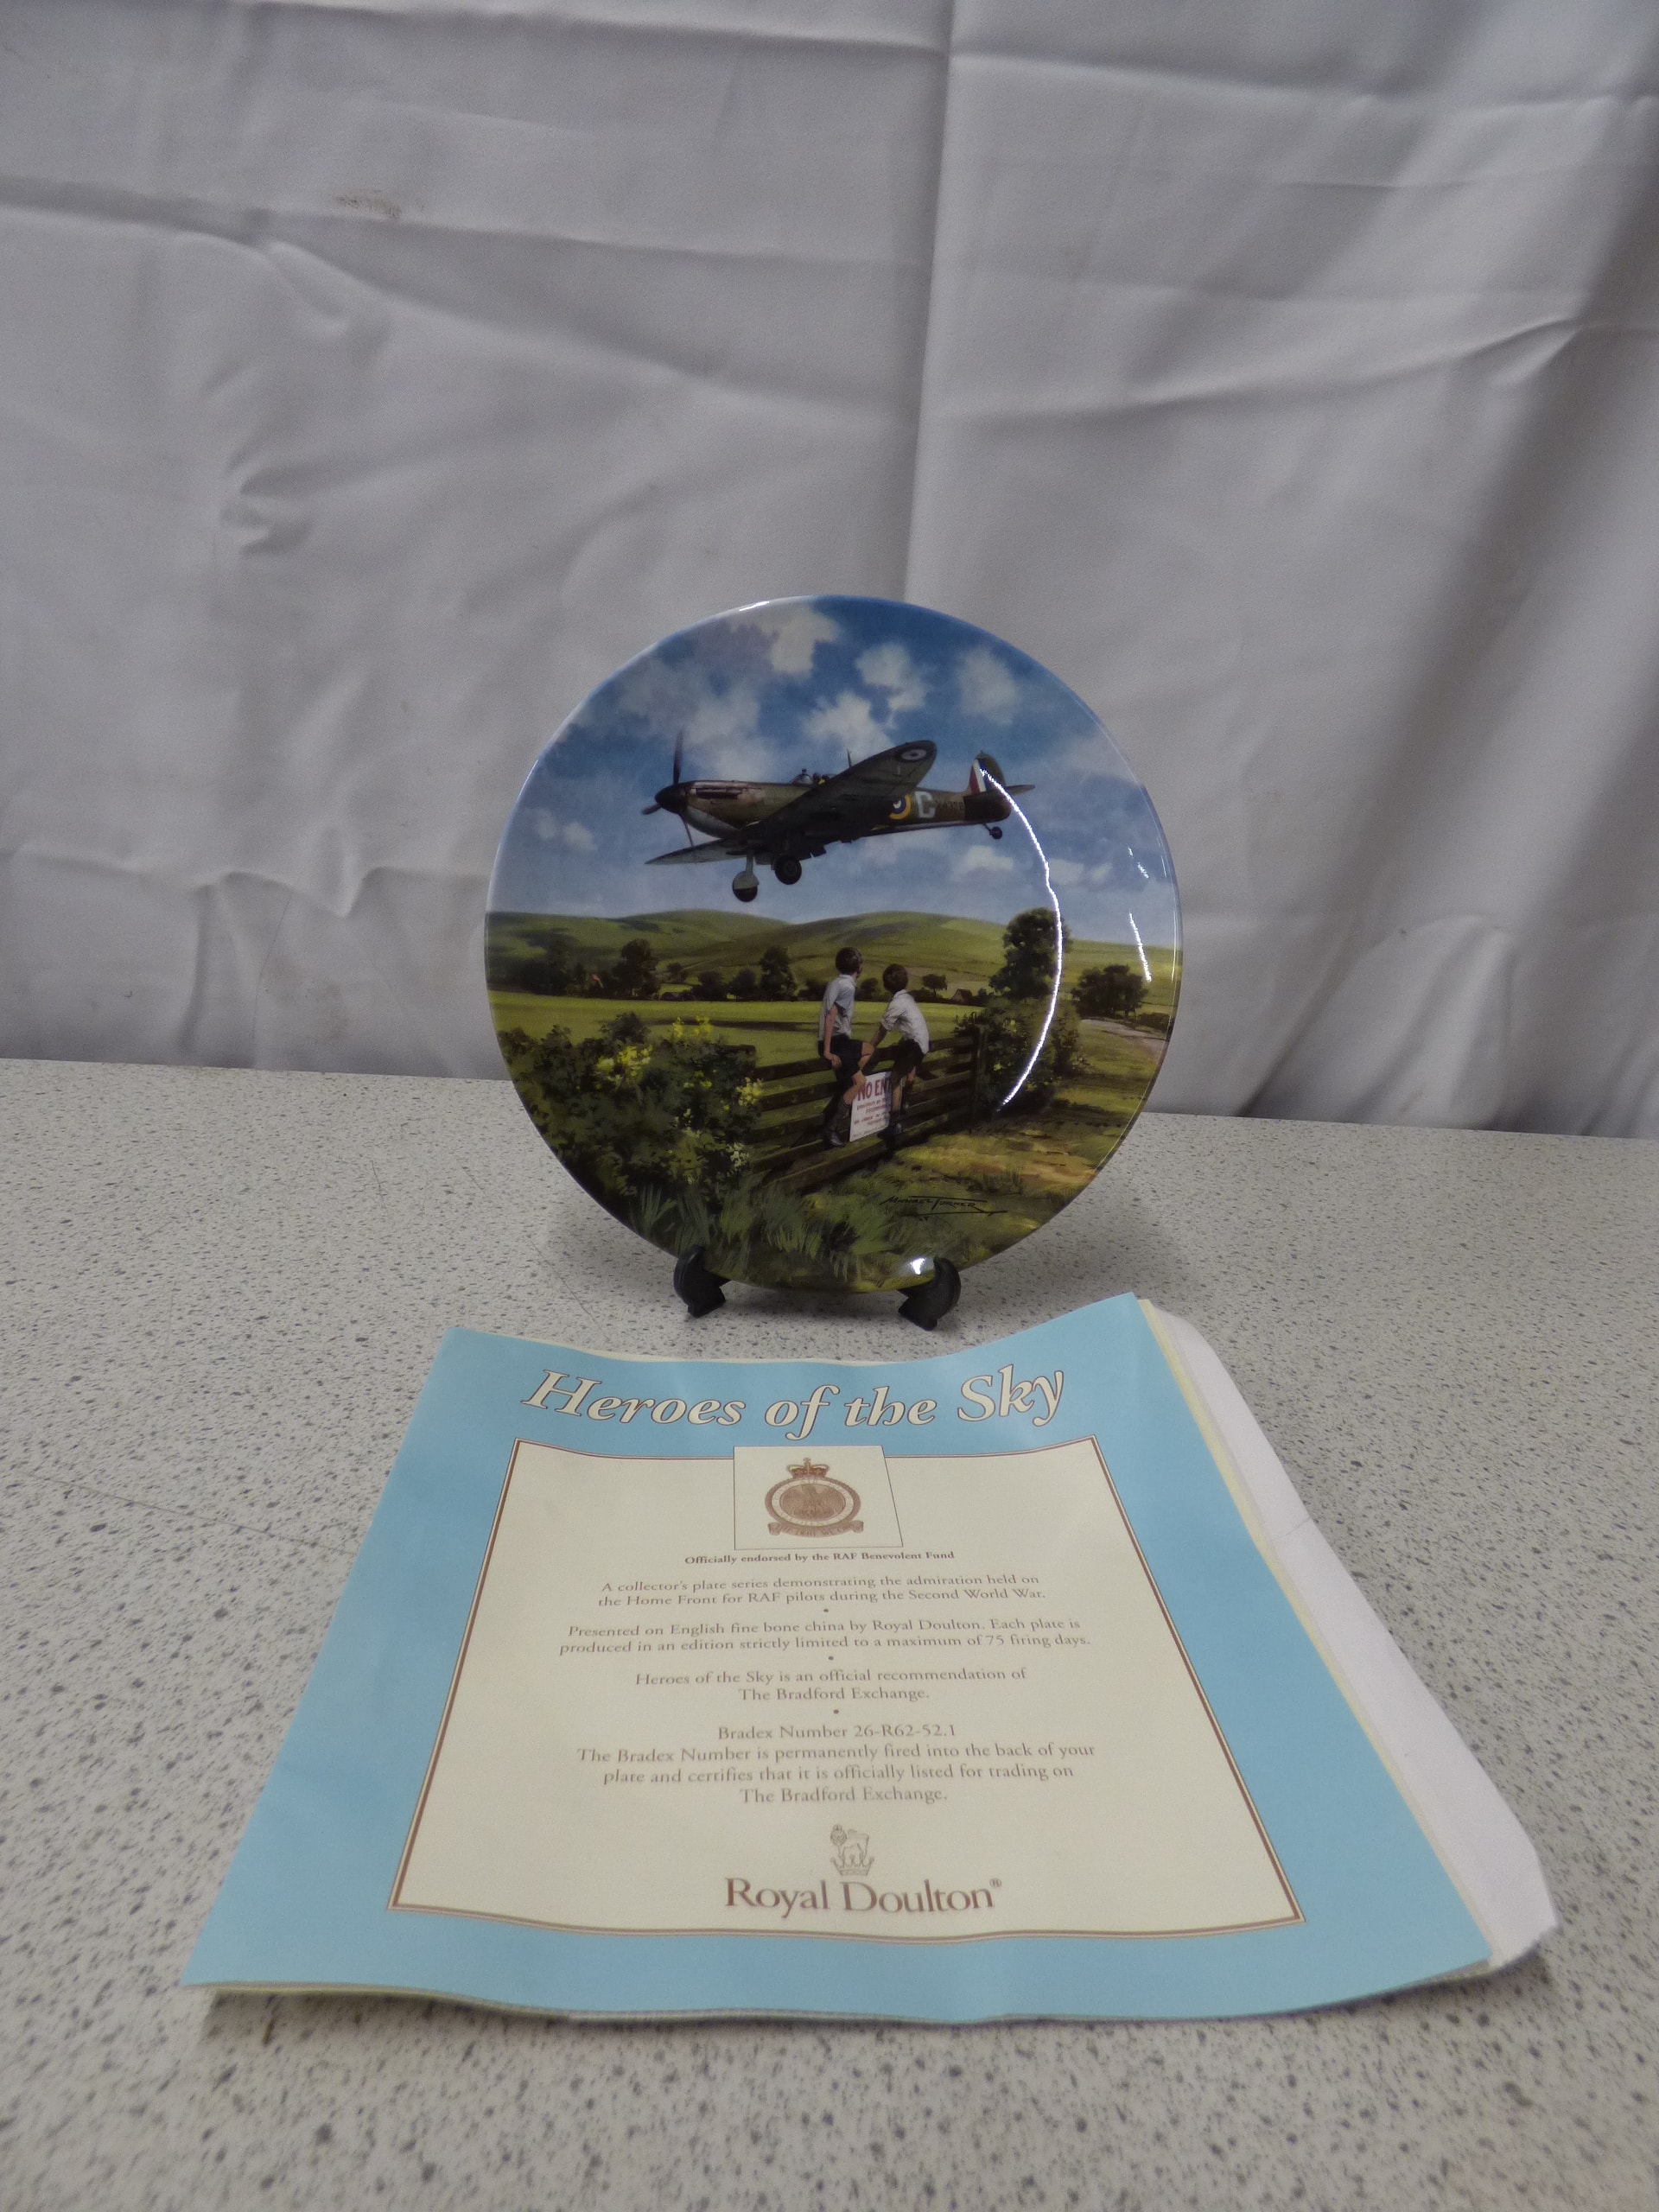 C
NO EN
Heroes of the Sky
Officially endorsed by the RAF Benevolent Fund
A collector's plate series demonstrating the admiration held on
the Home Front for RAF pilots during the Second World War.
Presented on English fine bone china by Royal Doulton. Each plate is
produced in an edition strictly limited to a maximum of 75 firing days.
Heroes of the Sky is an official recommendation of
The Bradford Exchange.
Bradex Number 26-R62-52.1
The Bradex Number is permanently fired into the back of your
plate and certifies that it is officially listed for trading on
The Bradford Exchange.
Royal Doulton®